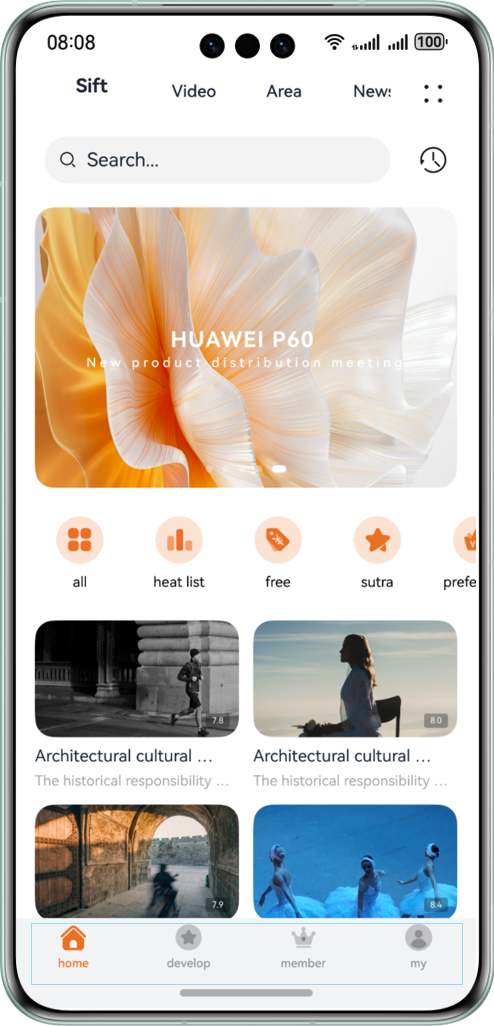 08:08
100
Sift
Video
Area
News
Search...
HUAWEI P60
New product distribution meeting
all
heat list
free
sutra
prefe
7.8
8.0
Architectural cultural ...
Architectural cultural ...
The historical responsibility ...
The historical responsibility ...
7.9
8.4
home
develop
member
my